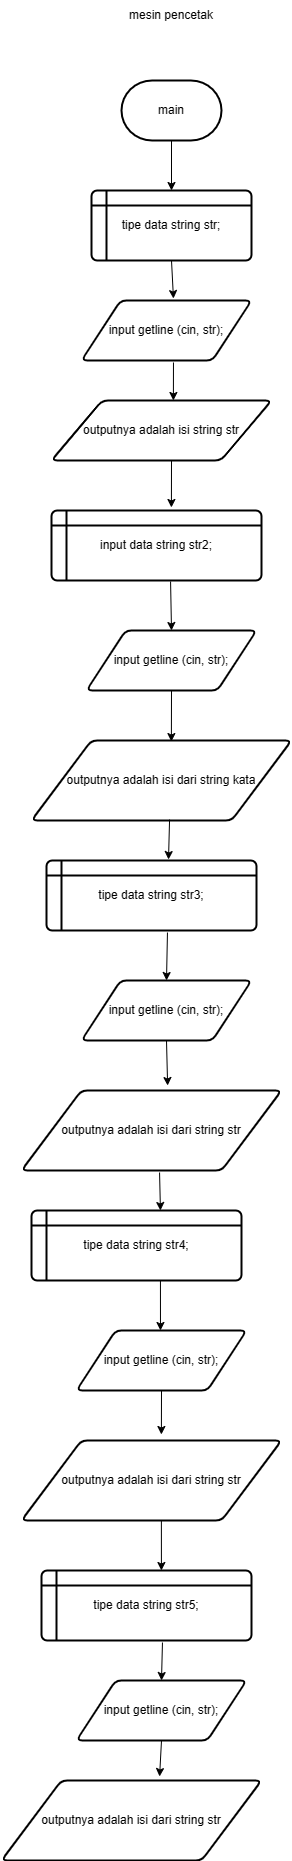 mesin pencetak
main
tipe data string str;
input getline (cin, str);
outputnya adalah isi string str
input data string str2;
input getline (cin, str);
outputnya adalah isi dari string kata
tipe data string str3;
input getline (cin, str);
outputnya adalah isi dari string str
tipe data string str4;
input getline (cin, str);
outputnya adalah isi dari string str
tipe data string str5;
input getline (cin, str);
outputnya adalah isi dari string str